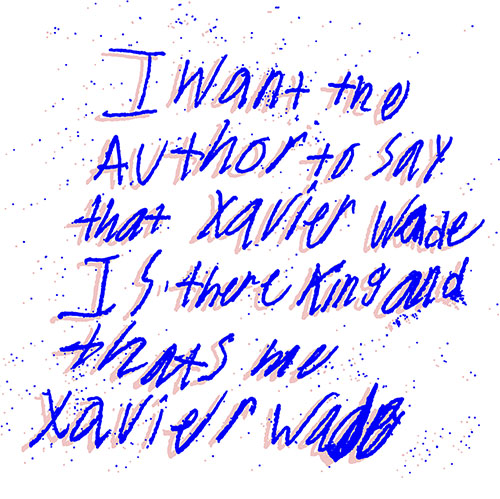 I want the
AUthor to say
that Xavier Wade
Is there King and
thats me
Xavier Wade